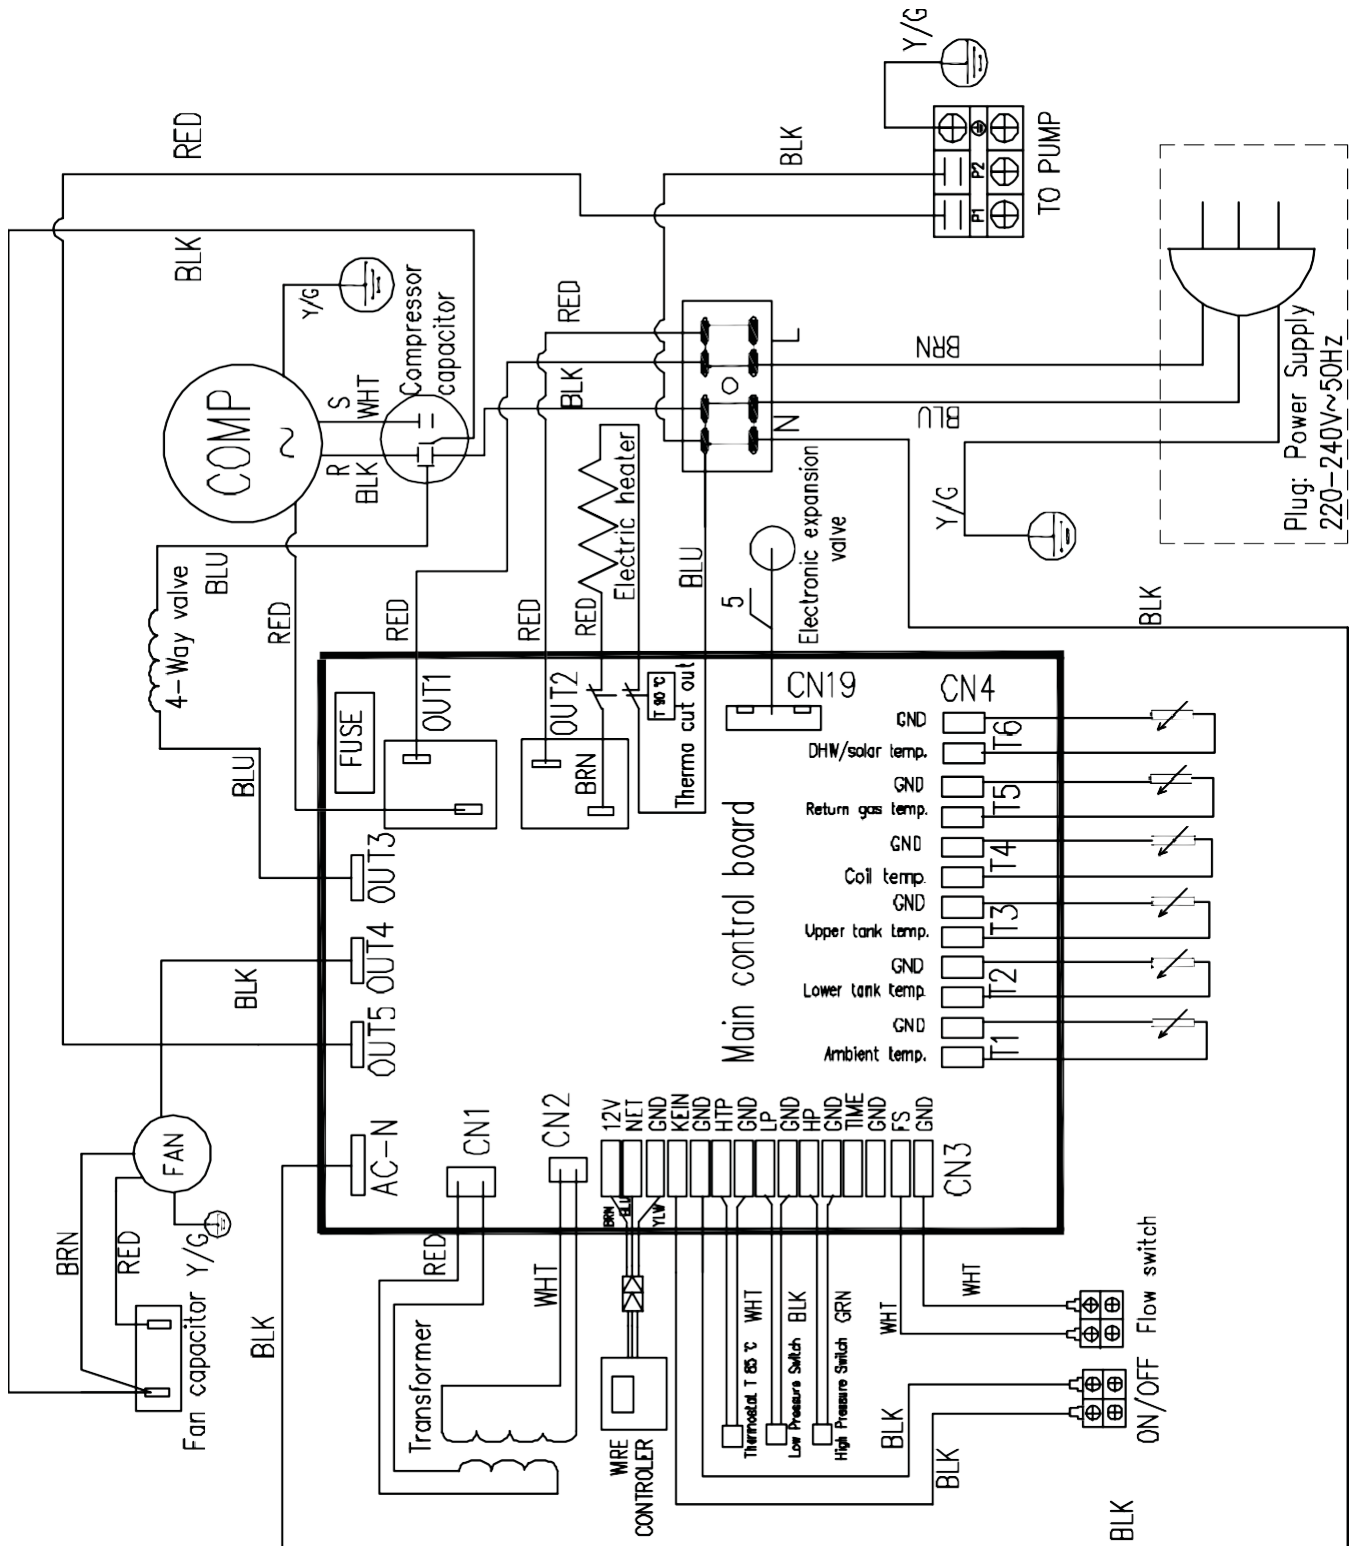 Y/G
RED
BLK
TO PUMP
P2
P1
BLK
Y/G
Compressor
capacitor
COMP
~
S
WHT
R
BLK
RED
BLK
BRN
BLU
L
N
Plug: Power Supply
220-240V~50HZ
Y/G
Electric heater
Electronic expansion
valve
5
BLU
BLU
4-Way valve
RED
RED
RED
RED
BLK
FUSE
OUT1
OUT2
BRN
T 90 ℃
Therma cut out
CN19
CN4
BLU
OUT3
OUT4
OUT5
AC-N
BLK
Main control board
GND
DHW/solar temp.
T6
GND
Return gas temp.
T5
GND
Coil temp.
T4
GND
Upper tank temp.
T3
GND
Lower tank temp.
T2
GND
Ambient temp.
T1
FAN
BRN
RED
Y/G
Fan capacitor
BLK
CN1
CN2
12V
NET
GND
KEIN
GND
HTP
GND
LP
GND
HP
GND
TIME
GND
FS
GND
CN3
BRN
BLU
YLW
RED
WHT
Transformer
WIRE
CONTROLER
Thermostat T 85 ℃
WHT
Low Pressure Switch
BLK
High Pressure Switch
GRN
WHT
WHT
Flow switch
BLK
BLK
ON/OFF
BLK